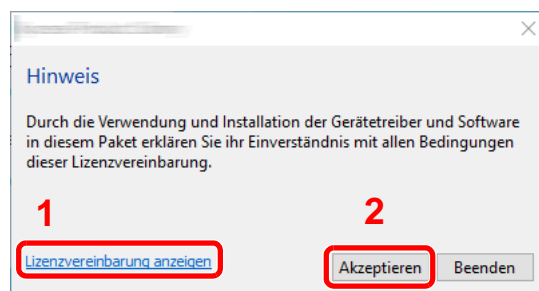 Hinweis
Durch die Verwendung und Installation der Gerätetreiber und Software
in diesem Paket erklären Sie ihr Einverständnis mit allen Bedingungen
dieser Lizenzvereinbarung.
1
2
Lizenzvereinbarung anzeigen
Akzeptieren
Beenden